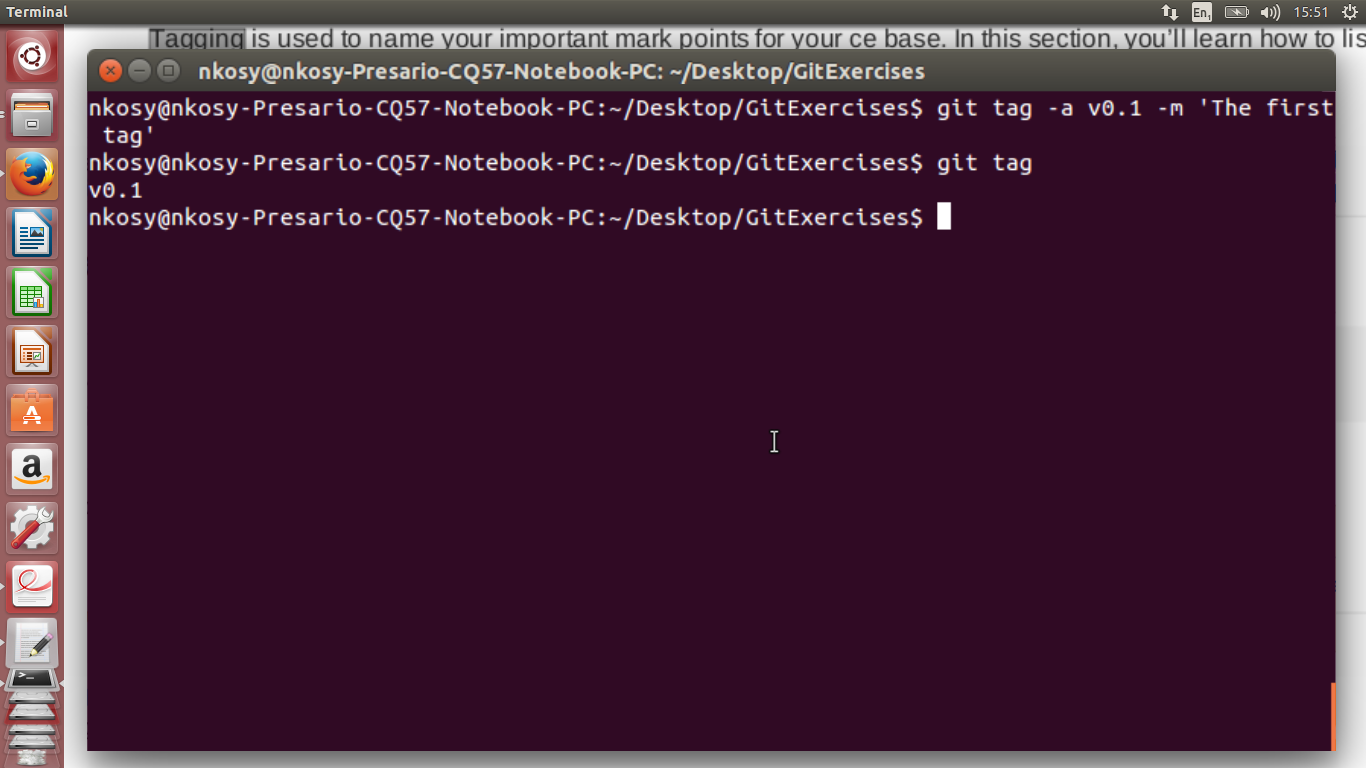 Terminal
En1
15:51
Tagging is used to name your important mark points for your ce base. In this section, you'll learn how to lis
nkosy@nkosy-Presario-CQ57-Notebook-PC: ~/Desktop/GitExercises
nkosy@nkosy-Presario-CQ57-Notebook-PC:~/Desktop/GitExercises$ git tag -a v0.1 -m 'The first
tag'
nkosy@nkosy-Presario-CQ57-Notebook-PC:~/Desktop/GitExercises$ git tag
v0.1
nkosy@nkosy-Presario-CQ57-Notebook-PC:~/Desktop/GitExercises$